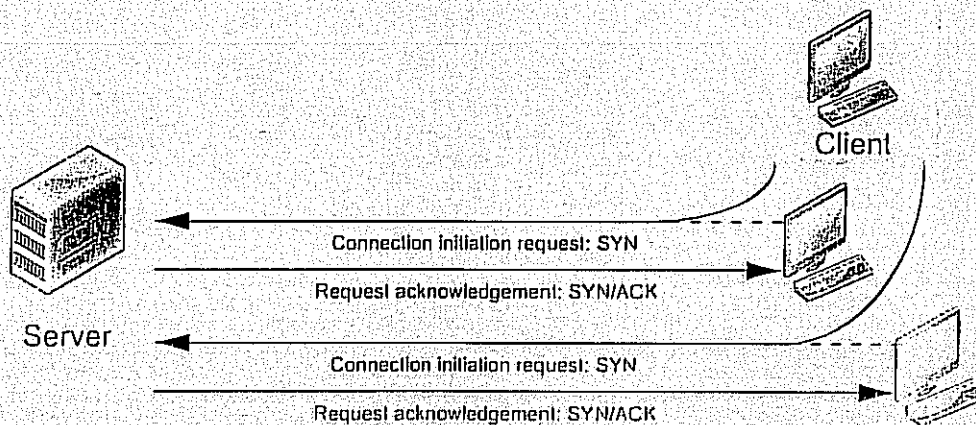 Client
Connection initiation request: SYN
Request acknowledgement: SYN/ACK
Server
Connection initiation request: SYN
Request acknowledgement: SYN/ACK